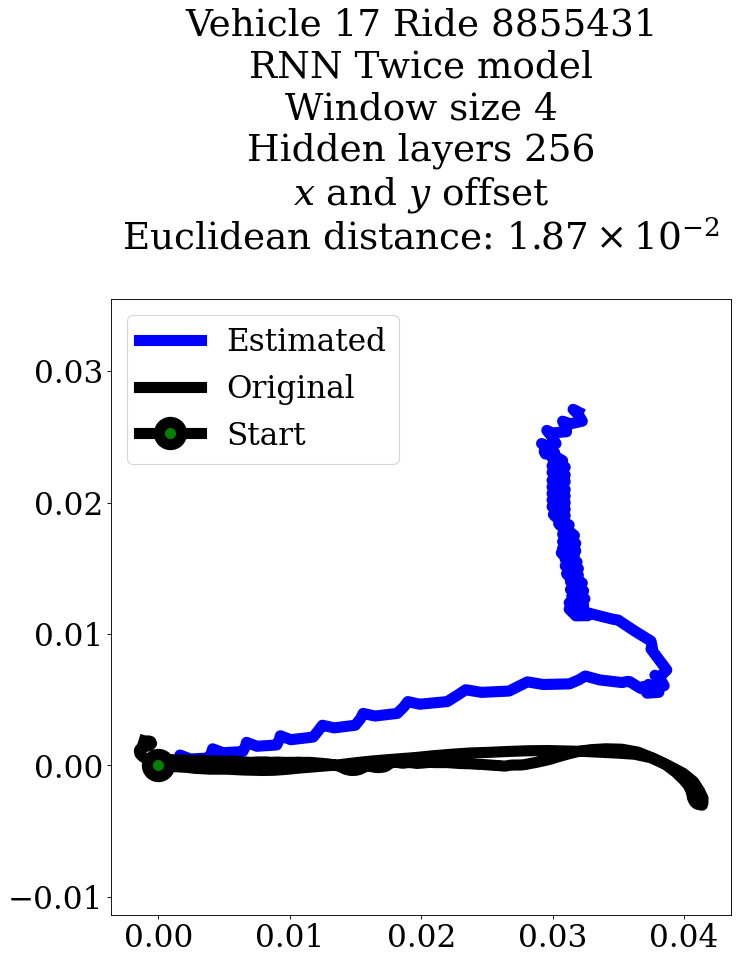 Vehicle 17 Ride 8855431
RNN Twice model
Window size 4
Hidden layers 256
x and y offset
Euclidean distance: 1.87 × 10⁻²
Estimated
Original
Start
0.03
0.02
0.01
0.00
−0.01
0.00 0.01 0.02 0.03 0.04